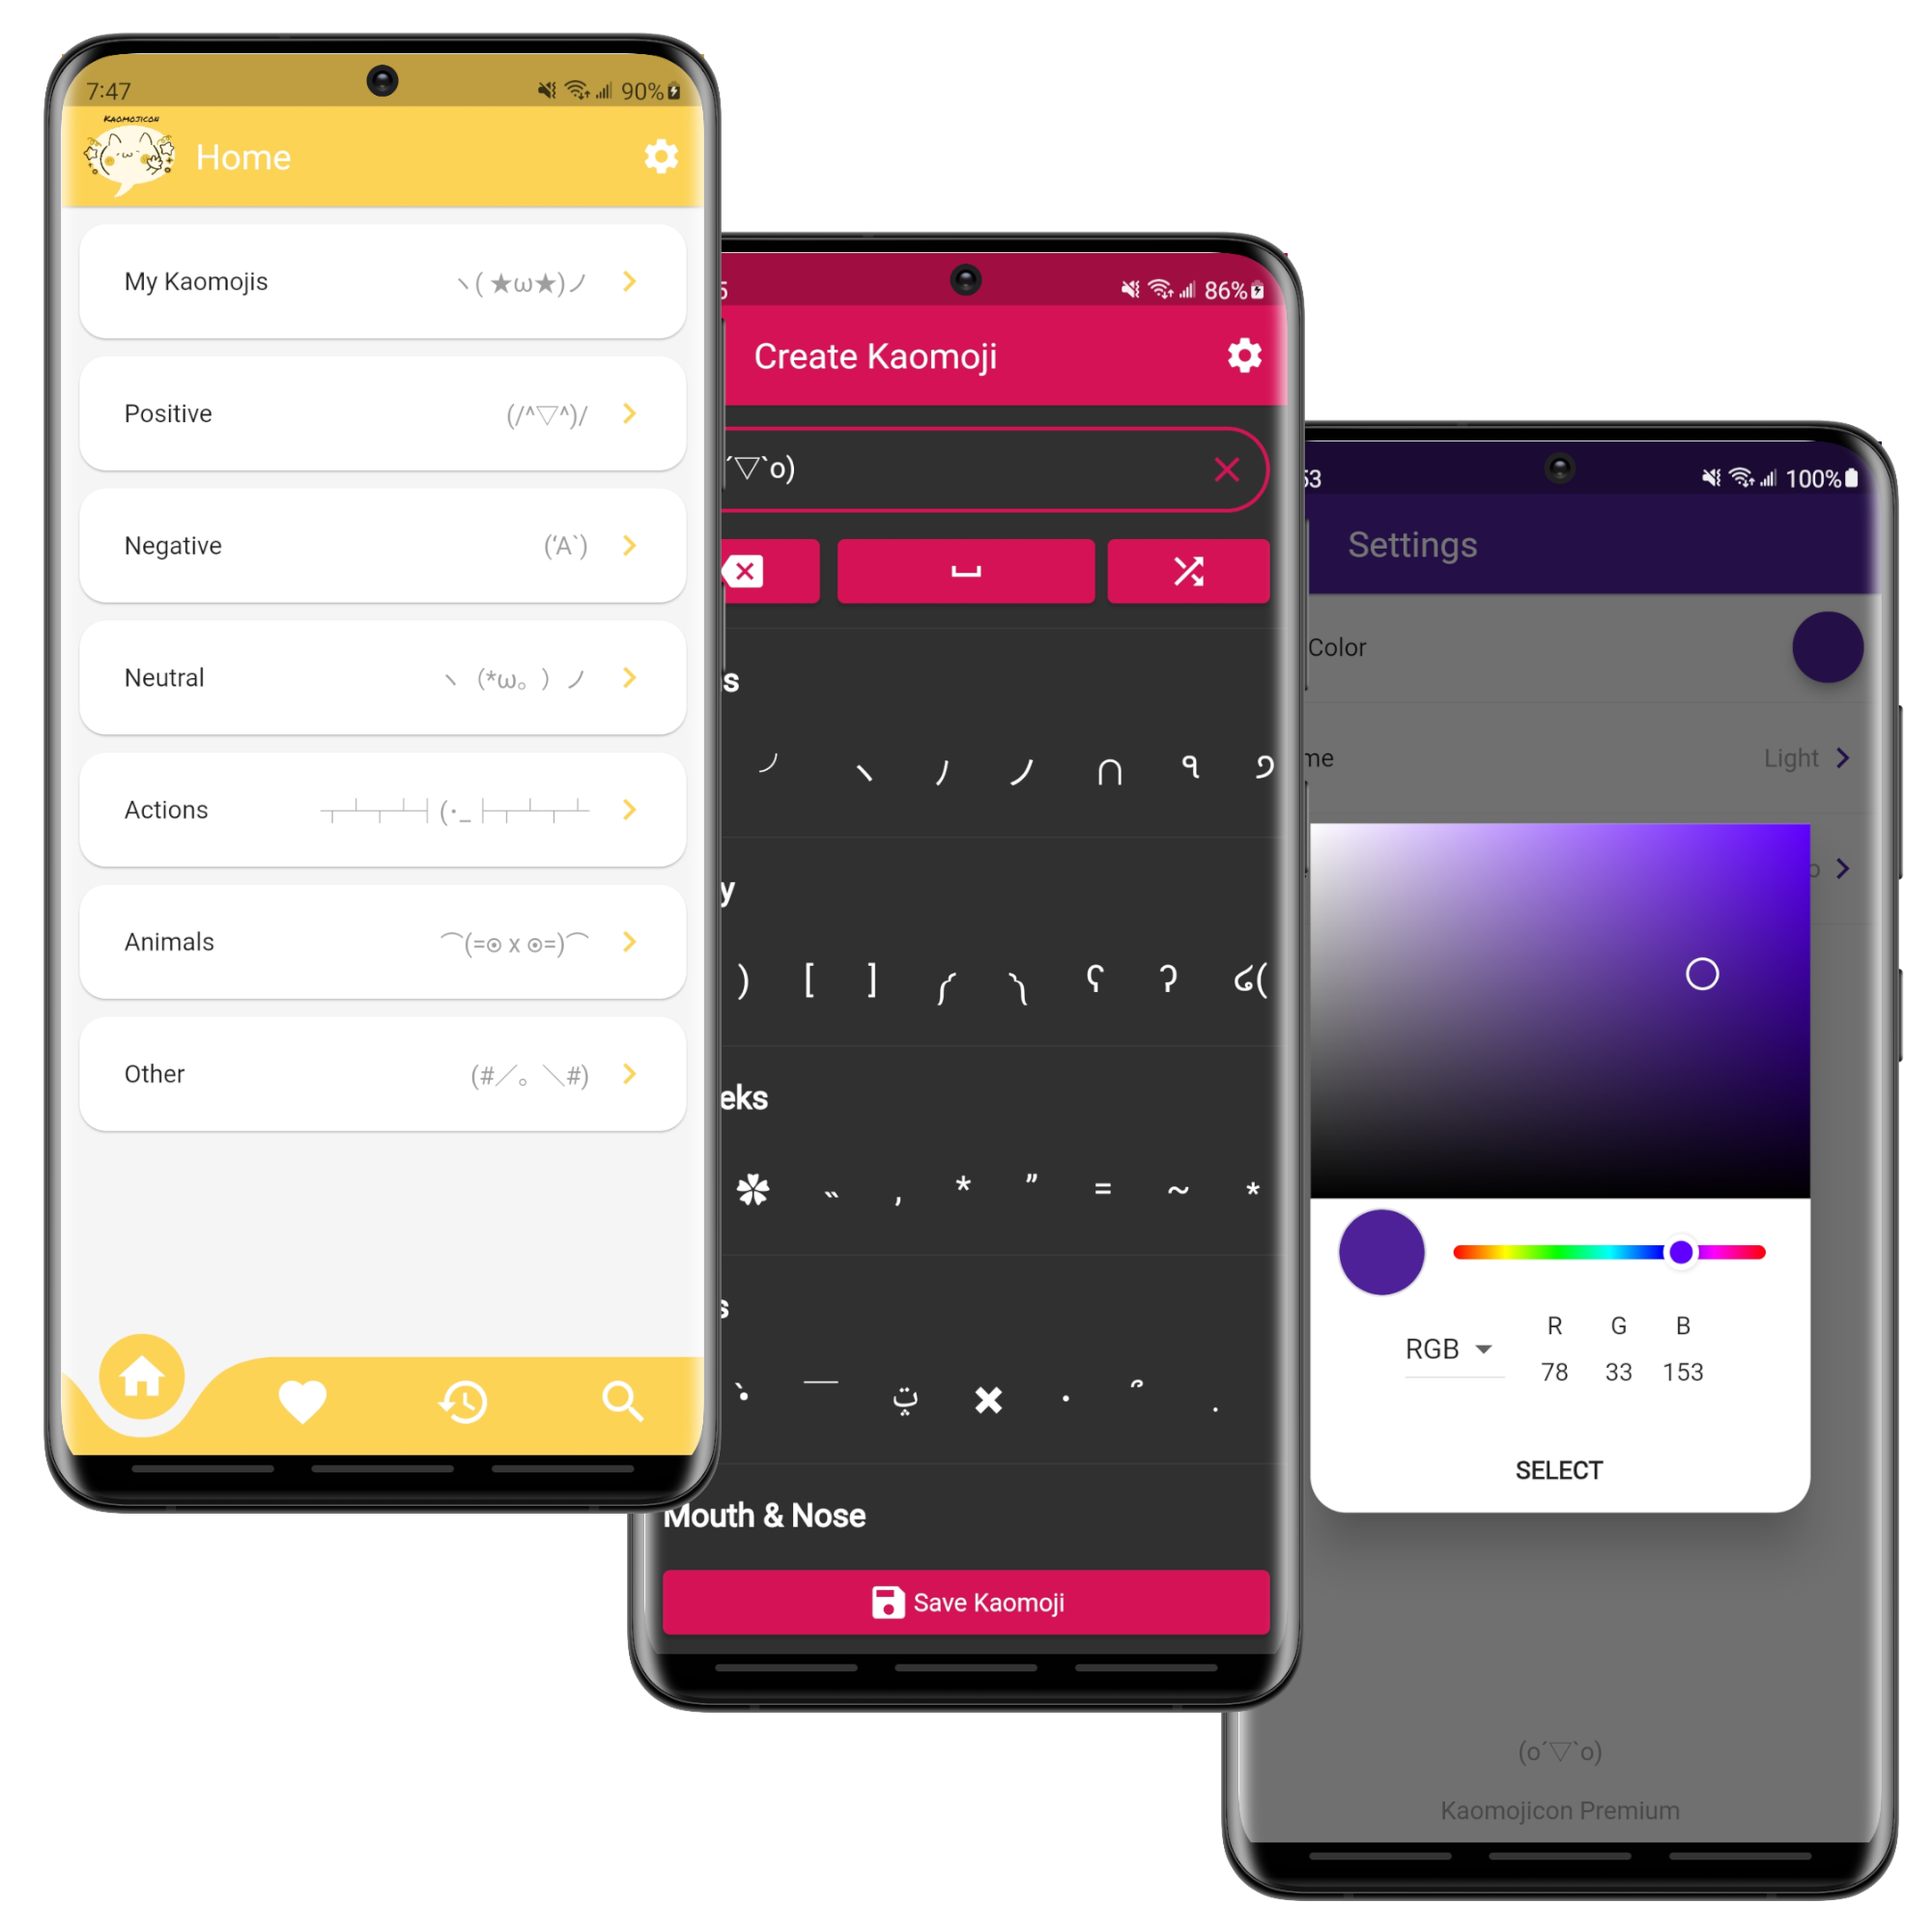 7:47
90%
KAOMOJICON
Home
My Kaomojis ヽ( ★ω★)ノ
Positive (/^▽^)/
Negative (‘A`)
Neutral ヽ (*ω。) ノ
Actions ┬┴┬┴┤(･_├┬┴┬┴
Animals ⌒(=⊙ x ⊙=)⌒
Other (#／。＼#)
5
86%
Create Kaomoji
´▽`o)
s
╯ ヽ ﾉ ノ ∩ ٩ ੭
y
) [ ] ʕ ʔ ᘏ(
eks
✿ ˵ , * ” = ~ *
s
•̀ ¯ ✖ · .
Mouth & Nose
Save Kaomoji
53
100%
Settings
Color
me Light
o
RGB
R G B
78 33 153
SELECT
(o´▽`o)
Kaomojicon Premium